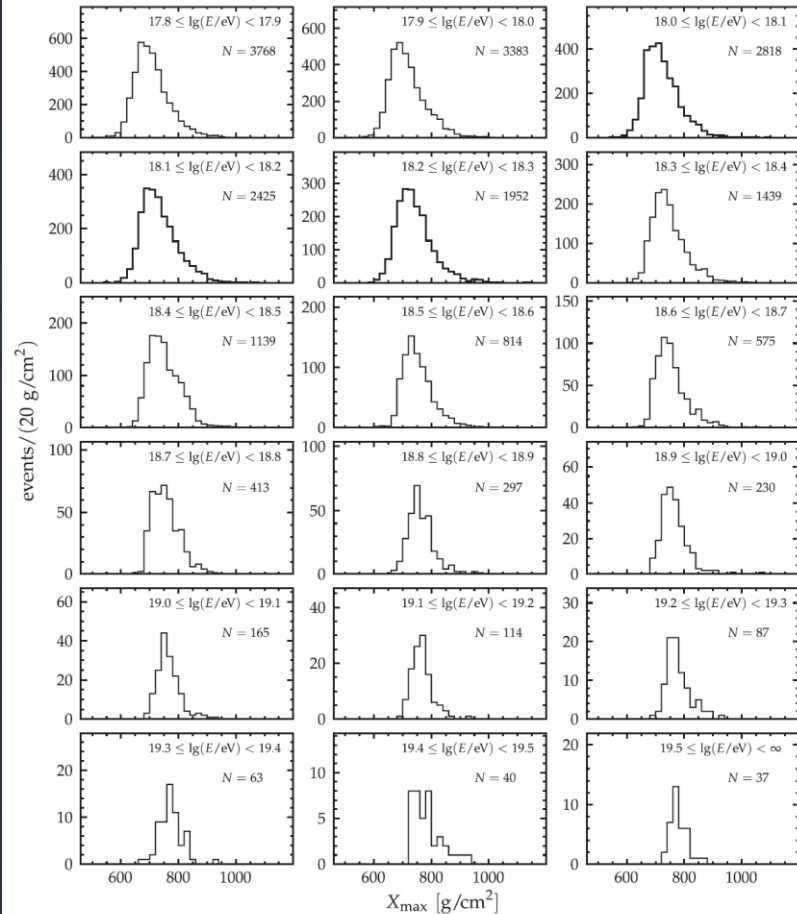 17.8 ≤ lg(E/eV) < 17.9
N = 3768
600
400
200
0
17.9 ≤ lg(E/eV) < 18.0
N = 3383
600
400
200
0
18.0 ≤ lg(E/eV) < 18.1
N = 2818
400
200
0
18.1 ≤ lg(E/eV) < 18.2
N = 2425
400
200
0
18.2 ≤ lg(E/eV) < 18.3
N = 1952
300
200
100
0
18.3 ≤ lg(E/eV) < 18.4
N = 1439
300
200
100
0
18.4 ≤ lg(E/eV) < 18.5
N = 1139
200
100
0
18.5 ≤ lg(E/eV) < 18.6
N = 814
200
100
0
18.6 ≤ lg(E/eV) < 18.7
N = 575
150
100
50
0
18.7 ≤ lg(E/eV) < 18.8
N = 413
100
50
0
18.8 ≤ lg(E/eV) < 18.9
N = 297
100
50
0
18.9 ≤ lg(E/eV) < 19.0
N = 230
60
40
20
0
19.0 ≤ lg(E/eV) < 19.1
N = 165
60
40
20
0
19.1 ≤ lg(E/eV) < 19.2
N = 114
40
20
0
19.2 ≤ lg(E/eV) < 19.3
N = 87
30
20
10
0
19.3 ≤ lg(E/eV) < 19.4
N = 63
20
10
0
19.4 ≤ lg(E/eV) < 19.5
N = 40
10
5
0
19.5 ≤ lg(E/eV) < ∞
N = 37
20
10
0
600 800 1000
600 800 1000
600 800 1000
events/(20 g/cm²)
Xmax [g/cm²]